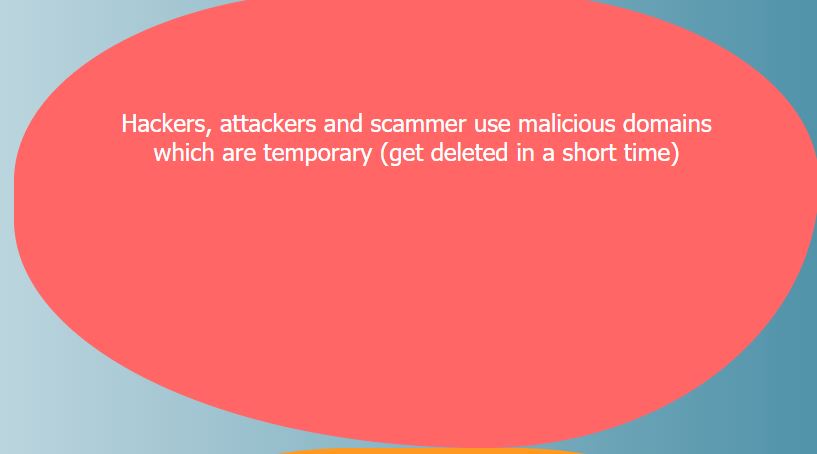 Hackers, attackers and scammer use malicious domains
which are temporary (get deleted in a short time)